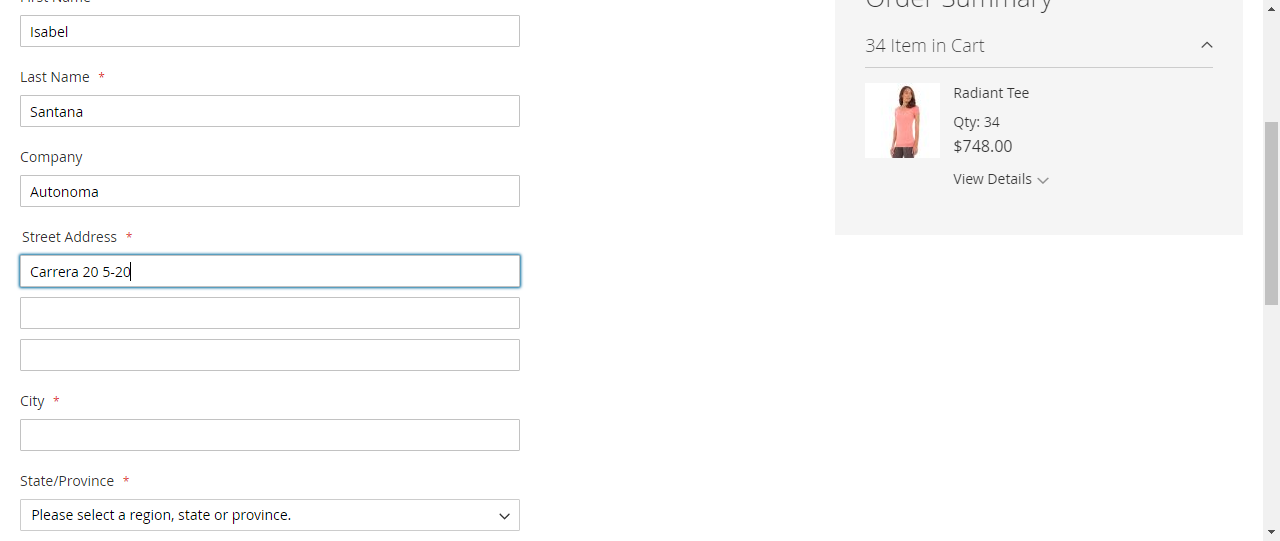 First Name
Isabel
Last Name *
Santana
Company
Autonoma
Street Address *
Carrera 20 5-20
City *
State/Province *
Please select a region, state or province.
Order Summary
34 Item in Cart
Radiant Tee
Qty: 34
$748.00
View Details